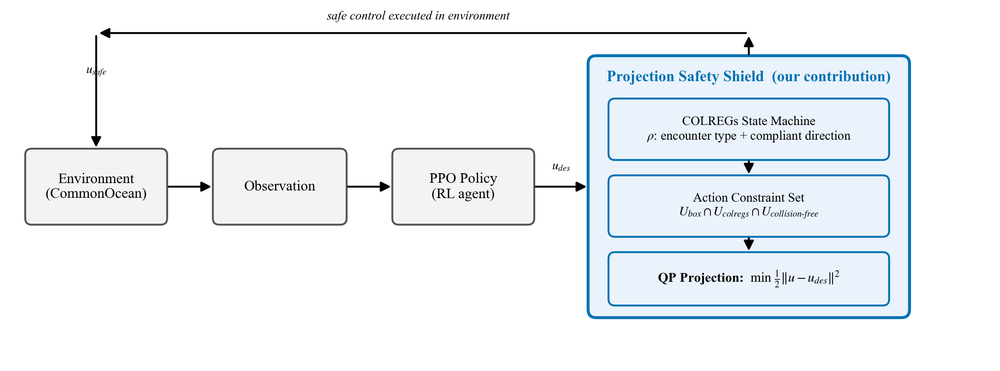 safe control executed in environment
u_safe
Projection Safety Shield (our contribution)
COLREGs State Machine
ρ: encounter type + compliant direction
Environment
(CommonOcean)
Observation
PPO Policy
(RL agent)
u_des
Action Constraint Set
U_box ∩ U_colregs ∩ U_collision-free
QP Projection: min ½‖u − u_des‖²